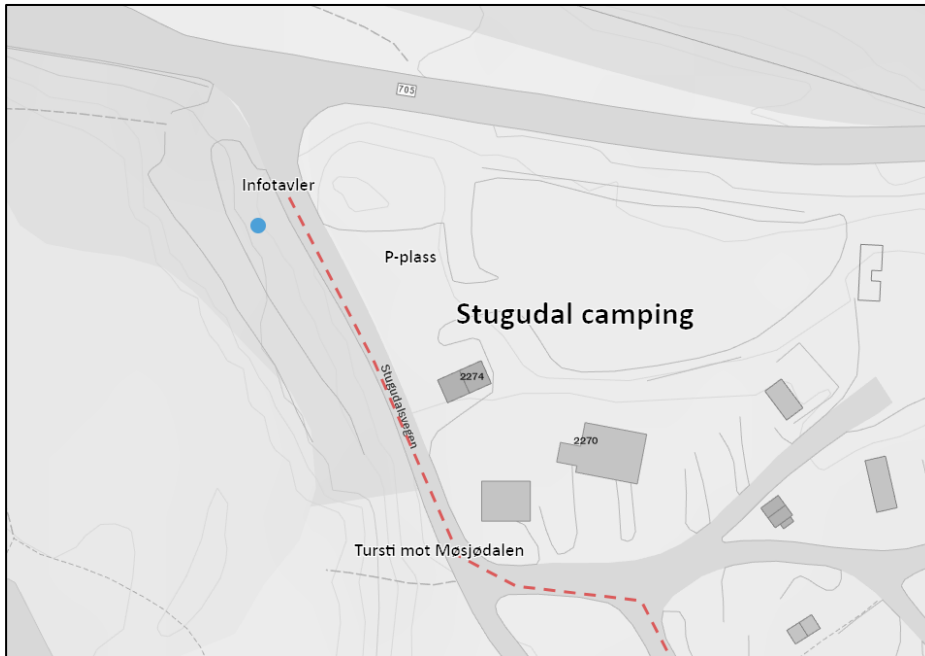 705
Infotavler
P-plass
Stugudal camping
Stugudalsvegen
2274
2270
Tursti mot Møsjødalen